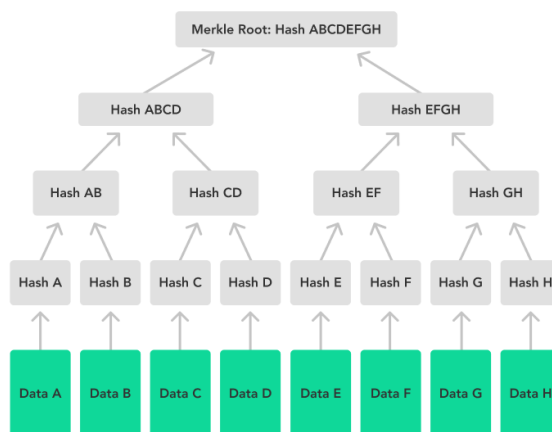 Merkle Root: Hash ABCDEFGH
Hash ABCD
Hash EFGH
Hash AB
Hash CD
Hash EF
Hash GH
Hash A
Hash B
Hash C
Hash D
Hash E
Hash F
Hash G
Hash H
Data A
Data B
Data C
Data D
Data E
Data F
Data G
Data H